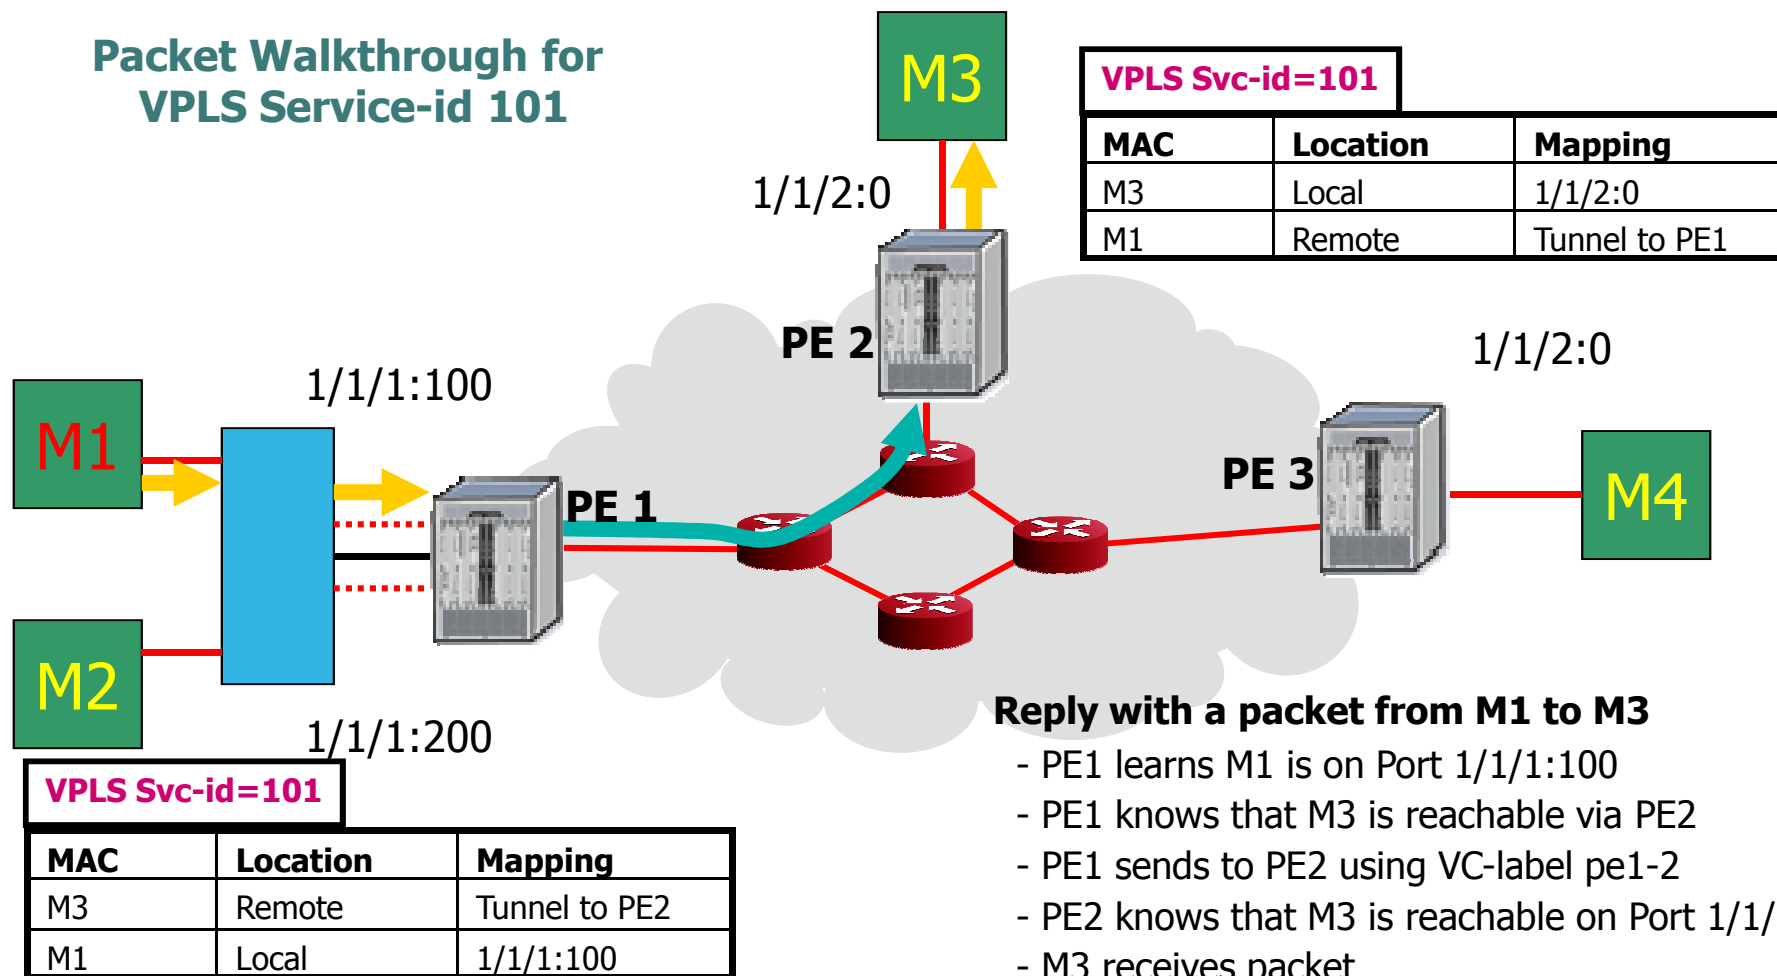 Packet Walkthrough for
VPLS Service-id 101
M3
VPLS Svc-id=101
MAC Location Mapping
M3 Local 1/1/2:0
M1 Remote Tunnel to PE1
1/1/2:0
PE 2
1/1/2:0
1/1/1:100
M1
PE 1
PE 3
M4
M2
1/1/1:200
VPLS Svc-id=101
MAC Location Mapping
M3 Remote Tunnel to PE2
M1 Local 1/1/1:100
Reply with a packet from M1 to M3
- PE1 learns M1 is on Port 1/1/1:100
- PE1 knows that M3 is reachable via PE2
- PE1 sends to PE2 using VC-label pe1-2
- PE2 knows that M3 is reachable on Port 1/1/
- M3 receives packet